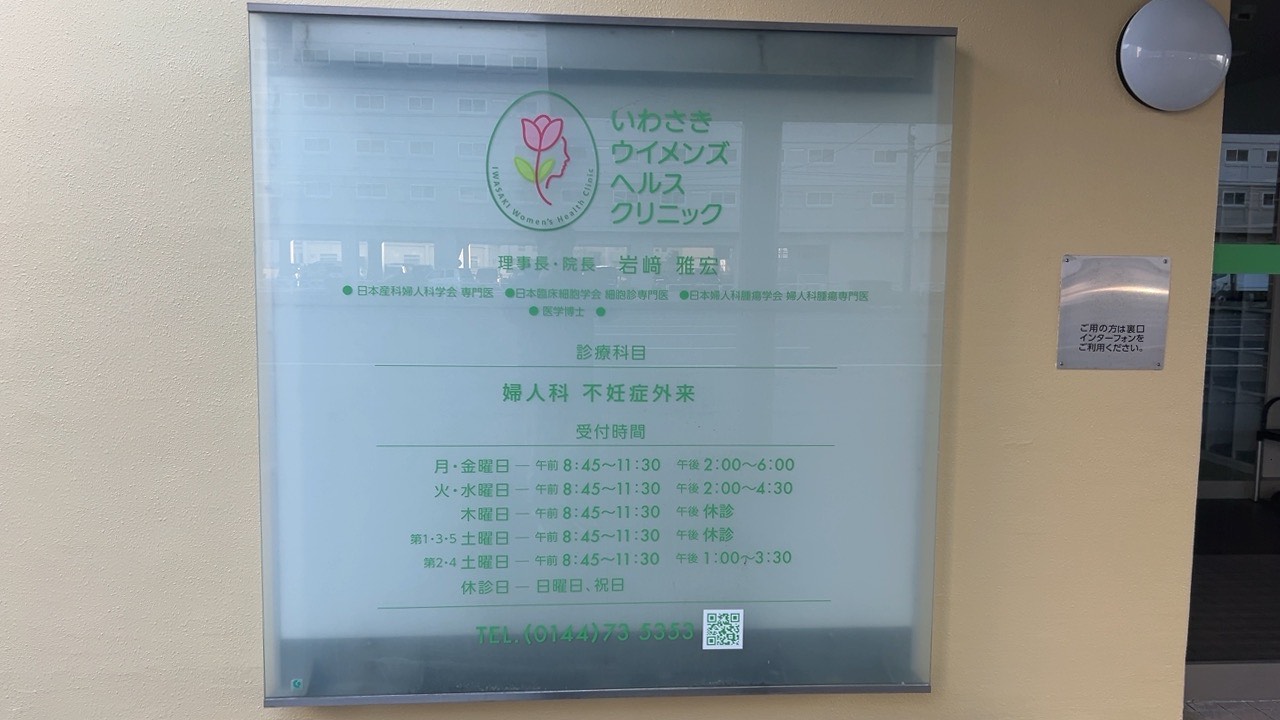 いわさき
ウイメンズ
ヘルス
クリニック
IWASAKI Women's Health Clinic
理事長・院長 岩﨑 雅宏
●日本産科婦人科学会 専門医 ●日本臨床細胞学会 細胞診専門医 ●日本婦人科腫瘍学会 婦人科腫瘍専門医
●医学博士 ●
診療科目
婦人科 不妊症外来
受付時間
月・金曜日 ― 午前 8:45〜11:30 午後 2:00〜6:00
火・水曜日 ― 午前 8:45〜11:30 午後 2:00〜4:30
木曜日 ― 午前 8:45〜11:30 午後 休診
第1・3・5 土曜日 ― 午前 8:45〜11:30 午後 休診
第2・4 土曜日 ― 午前 8:45〜11:30 午後 1:00〜3:30
休診日 ― 日曜日、祝日
TEL.(0144)73 5353
ご用の方は裏口
インターフォンを
ご利用ください。